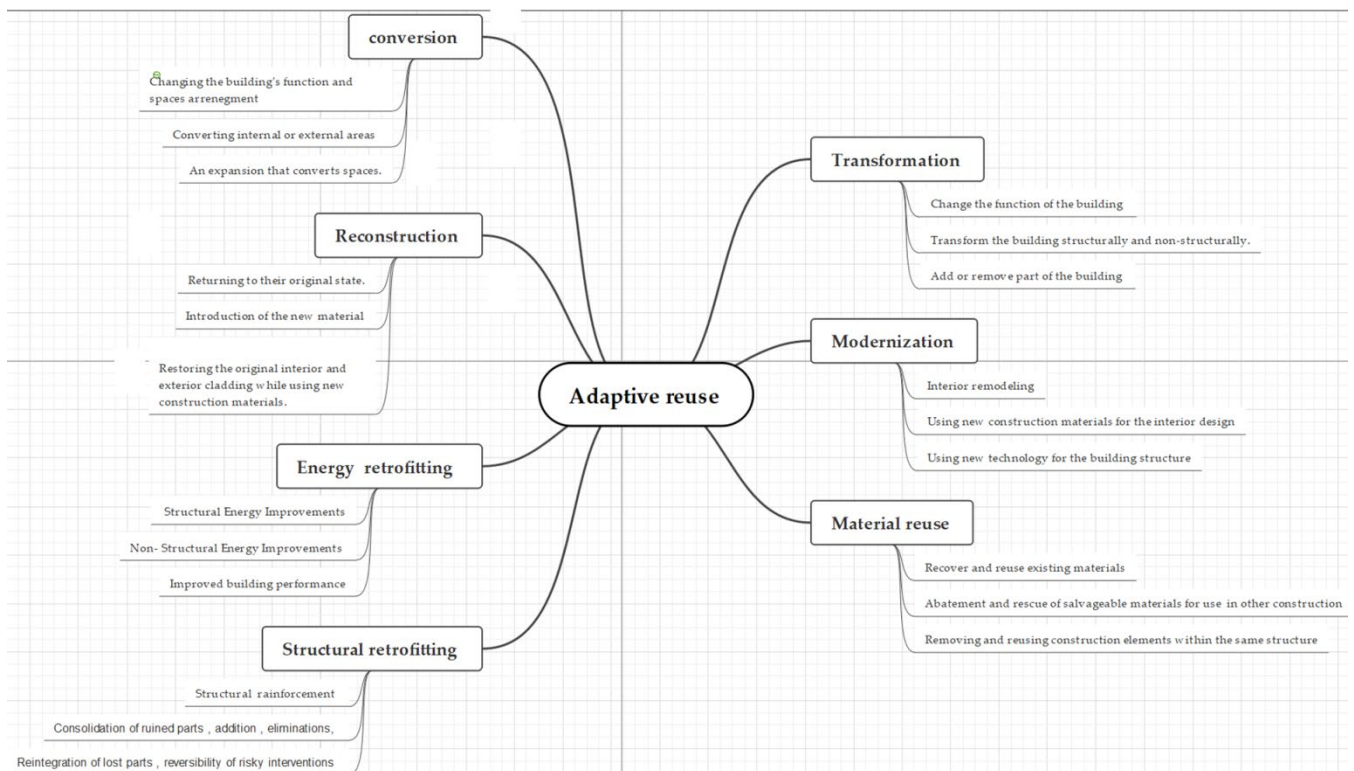 conversion
Changing the building's function and
spaces arrenegment
Converting internal or external areas
An expansion that converts spaces.
Reconstruction
Returning to their original state.
Introduction of the new material
Restoring the original interior and
exterior cladding while using new
construction materials.
Energy retrofitting
Structural Energy Improvements
Non- Structural Energy Improvements
Improved building performance
Structural retrofitting
Structural rainforcement
Consolidation of ruined parts , addition , eliminations,
Reintegration of lost parts , reversibility of risky interventions
Adaptive reuse
Transformation
Change the function of the building
Transform the building structurally and non-structurally.
Add or remove part of the building
Modernization
Interior remodeling
Using new construction materials for the interior design
Using new technology for the building structure
Material reuse
Recover and reuse existing materials
Abatement and rescue of salvageable materials for use in other construction
Removing and reusing construction elements within the same structure